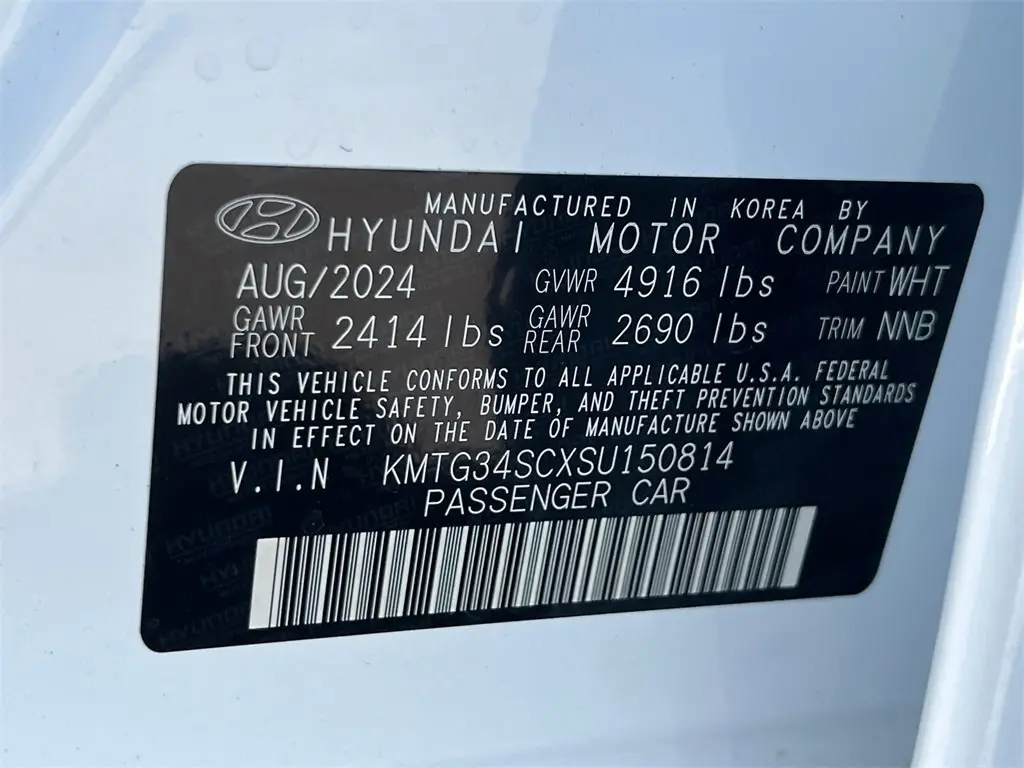 MANUFACTURED IN KOREA BY
HYUNDAI MOTOR COMPANY
AUG/2024 GVWR 4916 lbs PAINT WHT
GAWR FRONT 2414 lbs GAWR REAR 2690 lbs TRIM NNB
THIS VEHICLE CONFORMS TO ALL APPLICABLE U.S.A. FEDERAL
MOTOR VEHICLE SAFETY, BUMPER, AND THEFT PREVENTION STANDARDS
IN EFFECT ON THE DATE OF MANUFACTURE SHOWN ABOVE
V.I.N KMTG34SCXSU150814
PASSENGER CAR